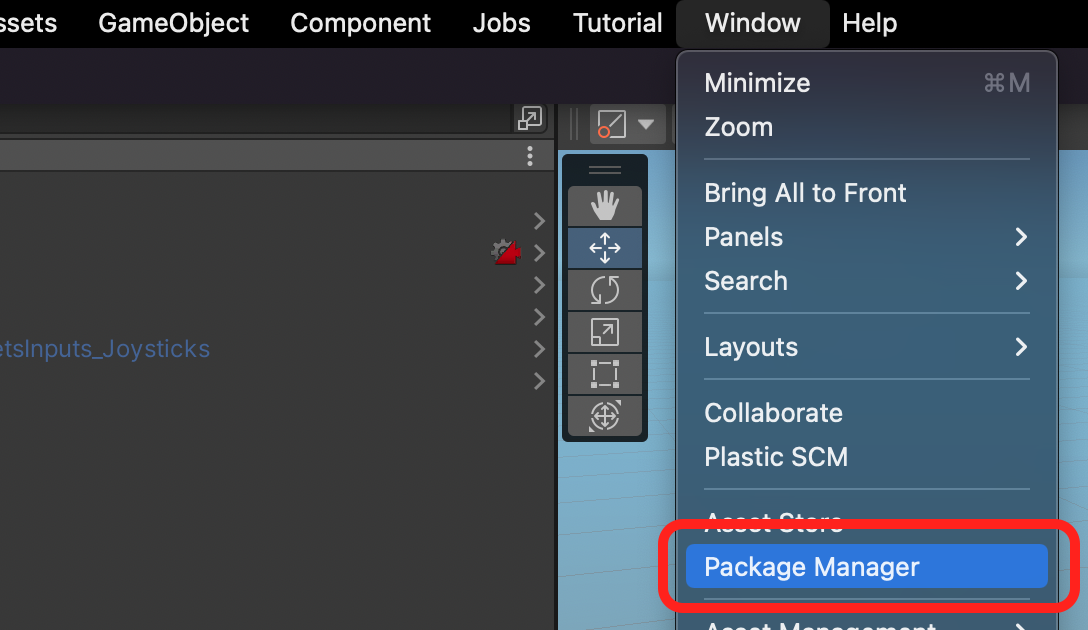 ssets GameObject Component Jobs Tutorial Window Help
Minimize ⌘M
Zoom
Bring All to Front
Panels
Search
etsInputs_Joysticks
Layouts
Collaborate
Plastic SCM
Asset Store
Package Manager
Asset Management